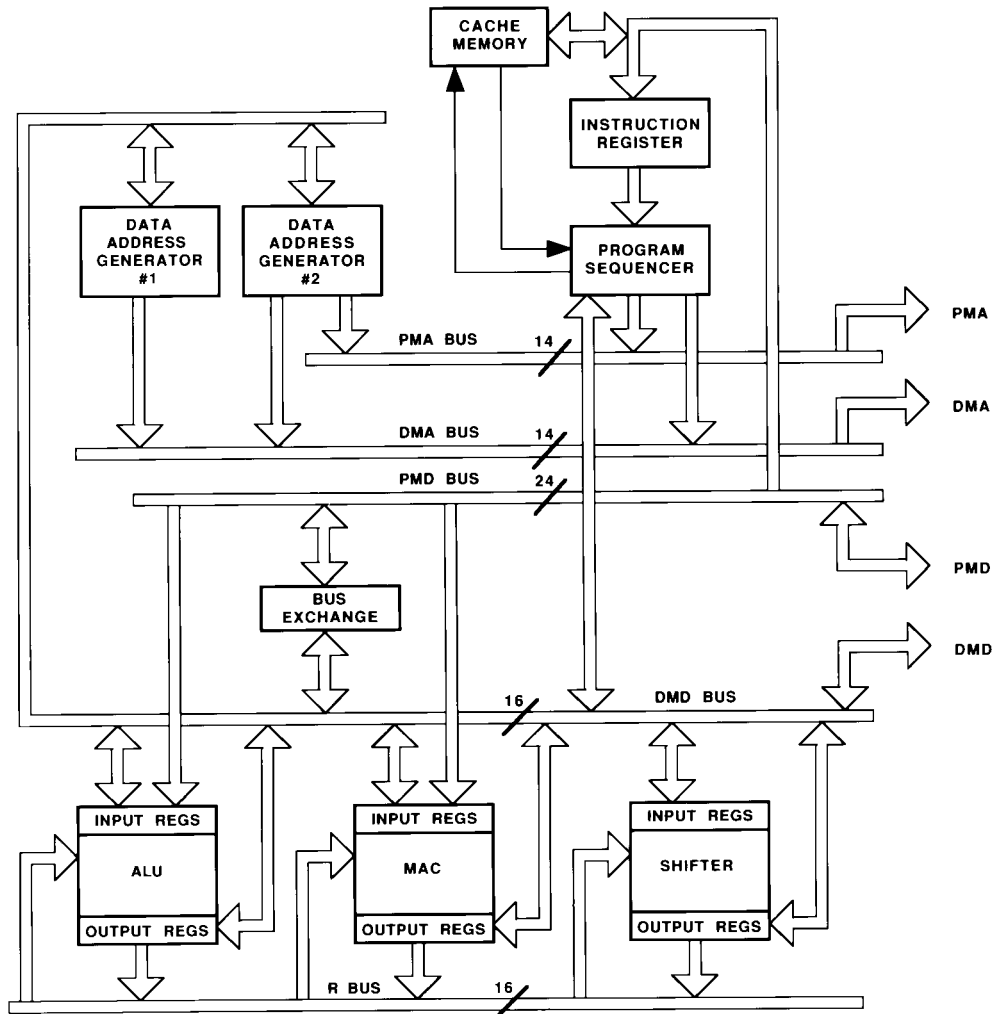 CACHE
MEMORY
INSTRUCTION
REGISTER
DATA
ADDRESS
GENERATOR
#1
DATA
ADDRESS
GENERATOR
#2
PROGRAM
SEQUENCER
PMA BUS
14
PMA
DMA BUS
14
DMA
PMD BUS
24
PMD
BUS
EXCHANGE
DMD
16
DMD BUS
INPUT REGS
ALU
OUTPUT REGS
INPUT REGS
MAC
OUTPUT REGS
INPUT REGS
SHIFTER
OUTPUT REGS
R BUS
16